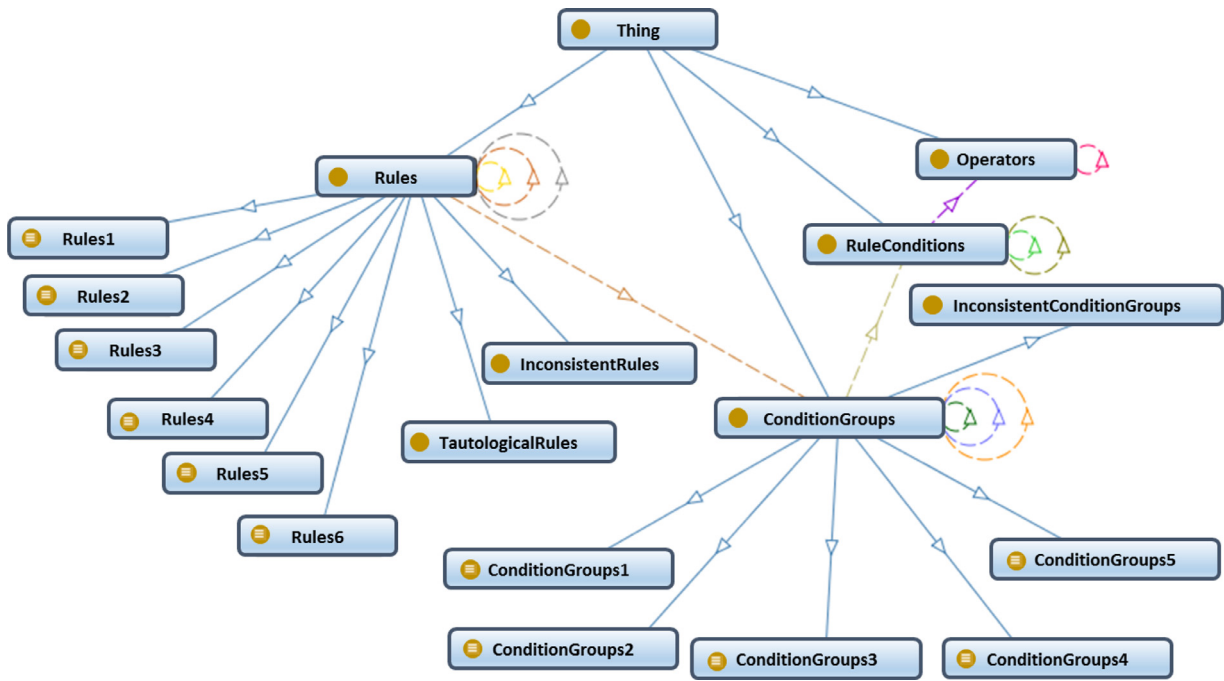 Thing
Operators
Rules
Rules1
RuleConditions
Rules2
InconsistentConditionGroups
Rules3
InconsistentRules
Rules4
ConditionGroups
TautologicalRules
Rules5
Rules6
ConditionGroups5
ConditionGroups1
ConditionGroups2
ConditionGroups3
ConditionGroups4